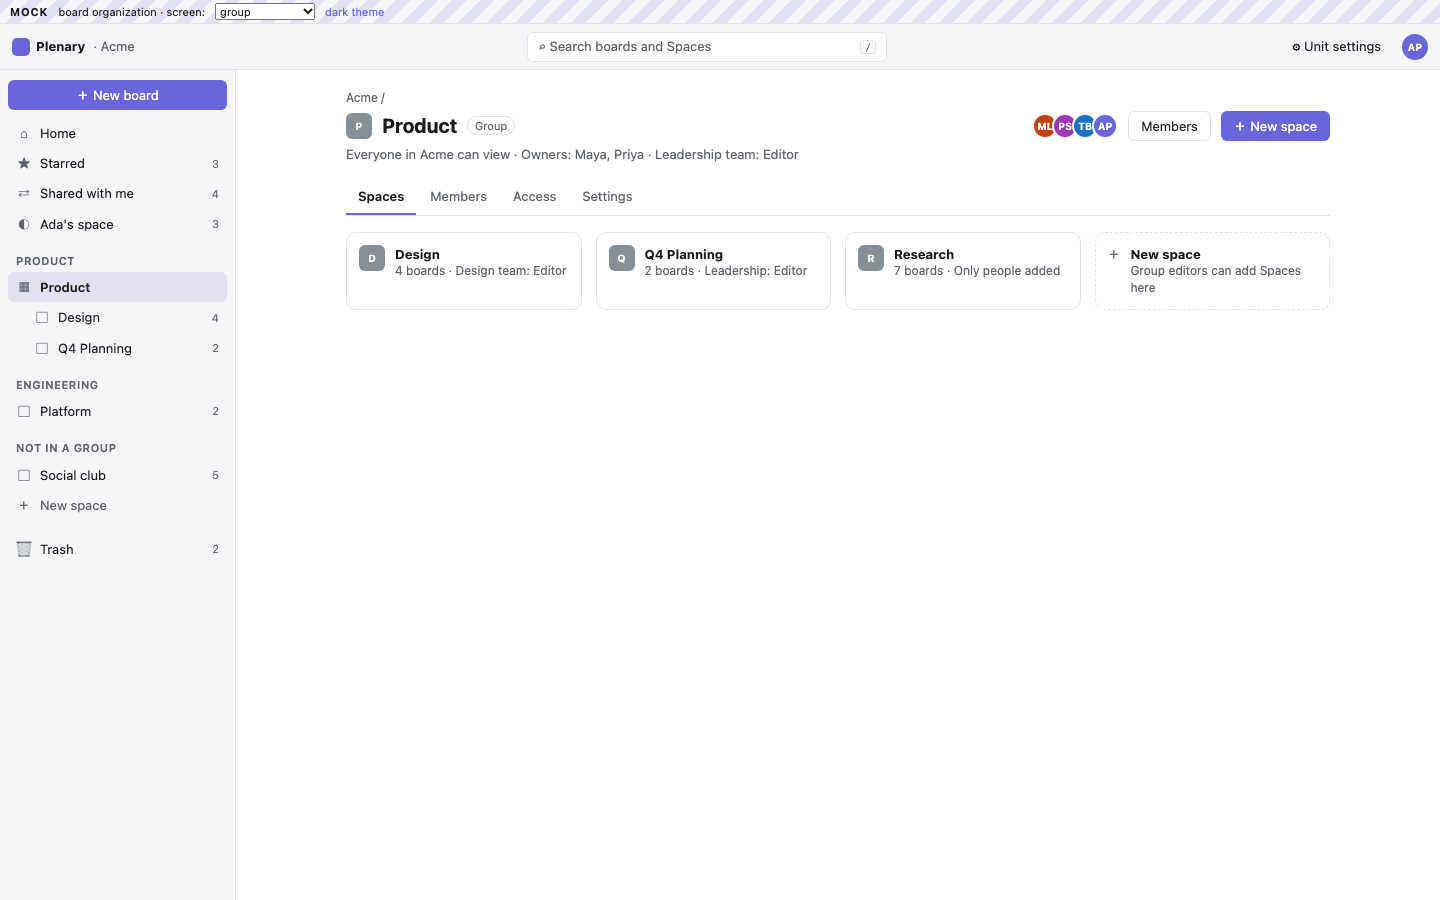 MOCK board organization · screen: group dark theme
Plenary · Acme
Search boards and Spaces /
Unit settings
AP
+ New board
Home
Starred 3
Shared with me 4
Ada's space 3
PRODUCT
Product
Design 4
Q4 Planning 2
ENGINEERING
Platform 2
NOT IN A GROUP
Social club 5
+ New space
Trash 2
Acme /
P Product Group
ML PS TB AP Members + New space
Everyone in Acme can view · Owners: Maya, Priya · Leadership team: Editor
Spaces Members Access Settings
D Design
4 boards · Design team: Editor
Q Q4 Planning
2 boards · Leadership: Editor
R Research
7 boards · Only people added
+ New space
Group editors can add Spaces
here